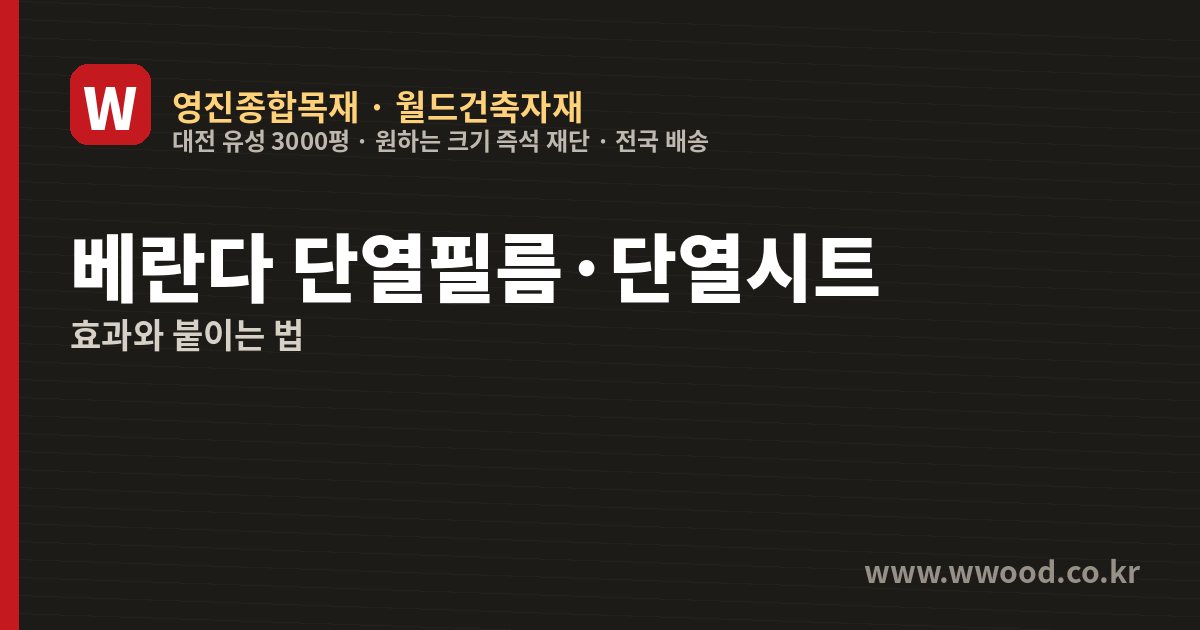 W
영진종합목재 · 월드건축자재
대전 유성 3000평 · 원하는 크기 즉석 재단 · 전국 배송
베란다 단열필름·단열시트
효과와 붙이는 법
www.wwood.co.kr